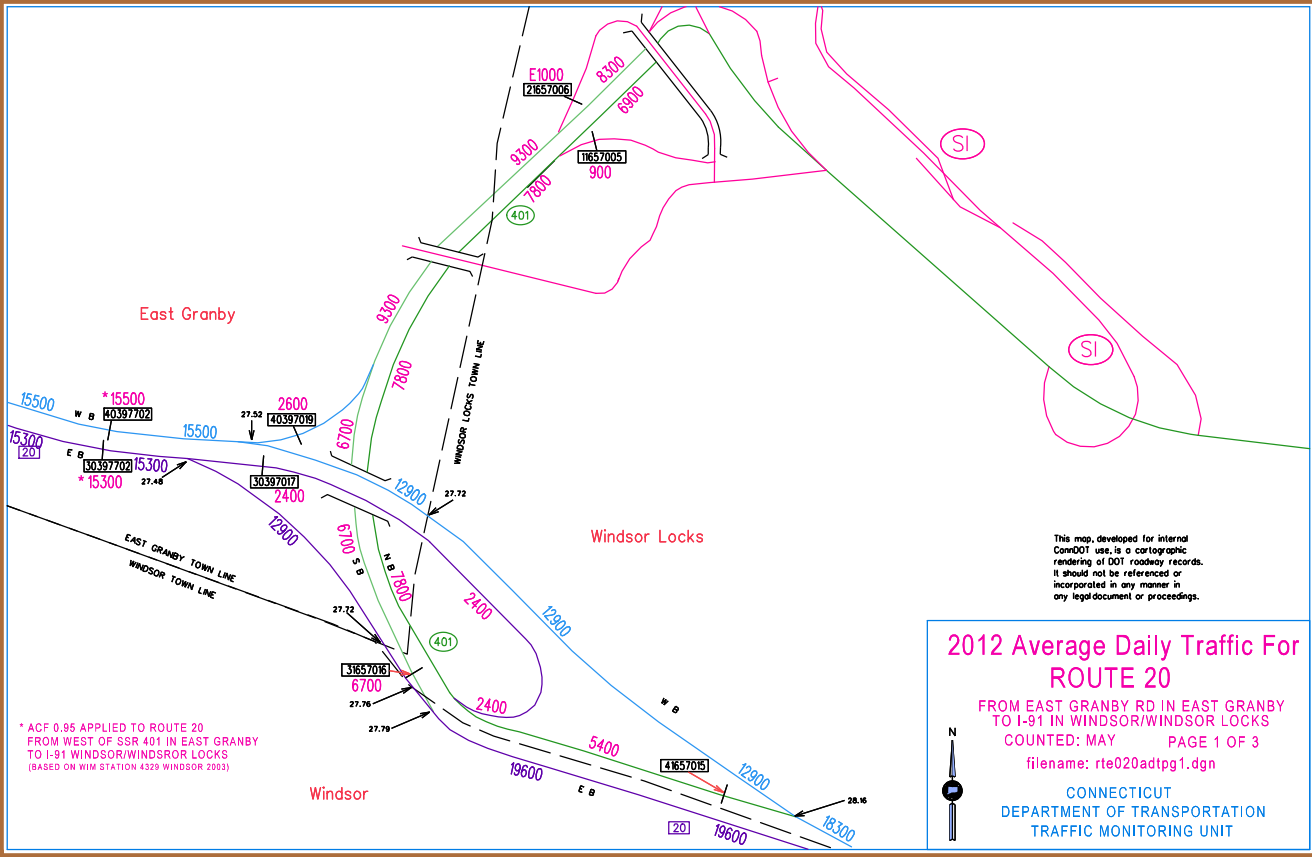 E1000
21657006
8300
6900
SI
9300
11657005
900
7800
401
9300
East Granby
WINDSOR LOCKS TOWN LINE
SI
7800
15500
W B
*15500
40397702
15500
27.52
2600
40397019
6700
15300
20
E B
30397702
*15300
15300
27.48
30397017
2400
12900
27.72
12900
6700
S B
N B
7800
2400
Windsor Locks
EAST GRANBY TOWN LINE
WINDSOR TOWN LINE
12900
27.72
401
31657016
6700
27.76
27.79
2400
W B
5400
41657015
12900
28.16
18300
19600
E B
20
19600
Windsor
* ACF 0.95 APPLIED TO ROUTE 20
FROM WEST OF SSR 401 IN EAST GRANBY
TO I-91 WINDSOR/WINDSROR LOCKS
(BASED ON WIM STATION 4329 WINDSOR 2003)
This map, developed for internal
ConnDOT use, is a cartographic
rendering of DOT roadway records.
It should not be referenced or
incorporated in any manner in
any legal document or proceedings.
2012 Average Daily Traffic For
ROUTE 20
FROM EAST GRANBY RD IN EAST GRANBY
TO I-91 IN WINDSOR/WINDSOR LOCKS
COUNTED: MAY PAGE 1 OF 3
filename: rte020adtpg1.dgn
N
CONNECTICUT
DEPARTMENT OF TRANSPORTATION
TRAFFIC MONITORING UNIT